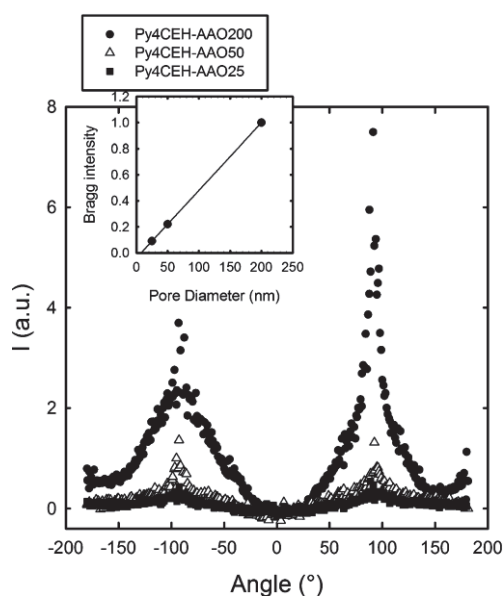 Py4CEH-AAO200
Py4CEH-AAO50
Py4CEH-AAO25
8
6
4
2
0
I (a.u.)
1.2
1.0
0.8
0.6
0.4
0.2
0.0
Bragg intensity
0 50 100 150 200 250
Pore Diameter (nm)
-200 -150 -100 -50 0 50 100 150 200
Angle (°)